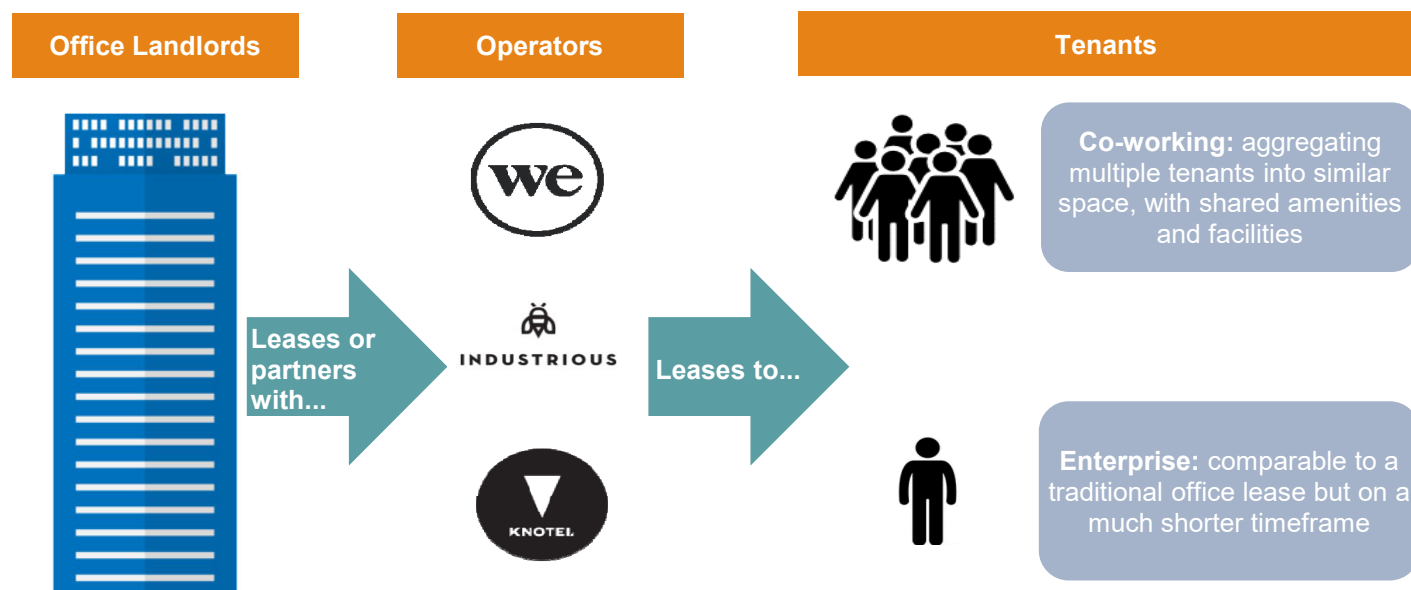 Office Landlords
Operators
Tenants
we
Co-working: aggregating
multiple tenants into similar
space, with shared amenities
and facilities
Leases or
partners
with...
INDUSTRIOUS
Leases to...
KNOTEL
Enterprise: comparable to a
traditional office lease but on a
much shorter timeframe